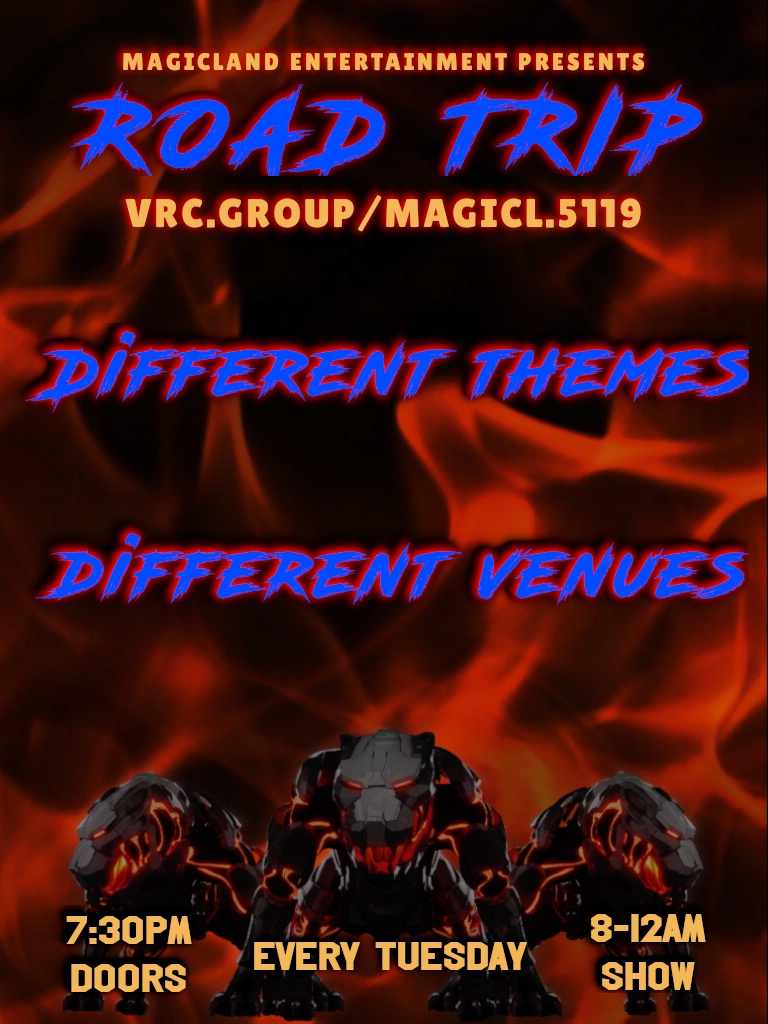 MAGICLAND ENTERTAINMENT PRESENTS
ROAD TRIP
VRC.GROUP/MAGICL.5119
DiFFERENT THEMES
DiFFERENT VENUES
7:30PM
DOORS
EVERY TUESDAY
8-12AM
SHOW